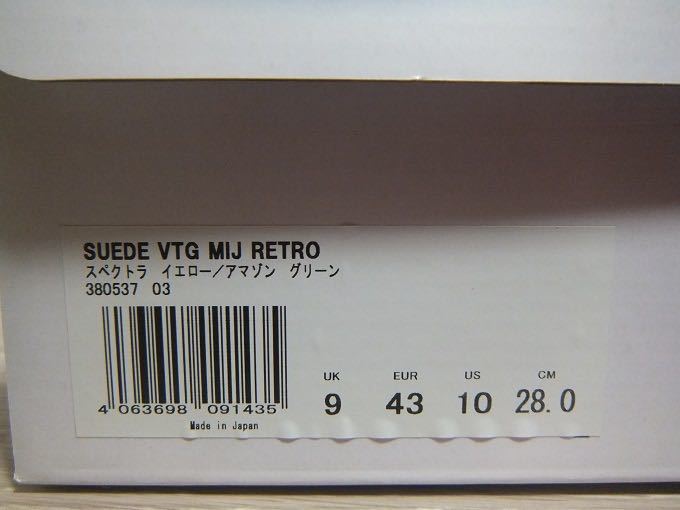 SUEDE VTG MIJ RETRO
スペクトラ イエロー/アマゾン グリーン
380537 03
4 063698 091435
Made in Japan
UK EUR US CM
9 43 10 28.0